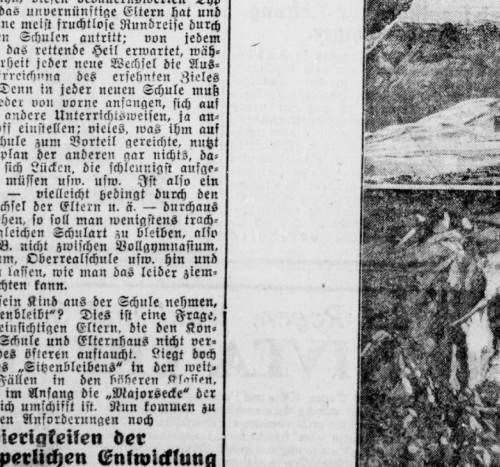 das unvernünftige Eltern hat und
ne meist fruchtlose Rundreise durch
en Schulen antritt; von jedem
das rettende Heil erwartet, wäh-
rheit jeder neue Wechsel die Aus-
rreichung des ersehnten Zieles
Denn in jeder neuen Schule muß
eder von vorne anfangen, sich auf
andere Unterrichtsweisen, ja an-
off einstellen; vieles, was ihm auf
chule zum Vorteil gereichte, nutzt
plan der anderen gar nichts, da-
sich Lücken, die schleunigst ausge-
müssen usw. usw. Ist also ein
— vielleicht bedingt durch den
chsel der Eltern u. ä. — durchaus
hen, so soll man wenigstens trach-
gleichen Schulart zu bleiben, also
B. nicht zwischen Vollgymnasium,
um, Oberrealschule usw. hin und
n lassen, wie man das leider ziem-
chten kann.
sein Kind aus der Schule nehmen,
enbleibt"? Dies ist eine Frage,
einsichtigen Eltern, die den Kon-
Schule und Elternhaus nicht ver-
des öfteren auftaucht. Liegt doch
s „Sitzenbleibens" in den weit-
Fällen in den höheren Klassen,
im Anfang die „Majorsecke" der
ich umschifft ist. Nun kommen zu
en Anforderungen noch
ierigkeiten der
perlichen Entwicklung